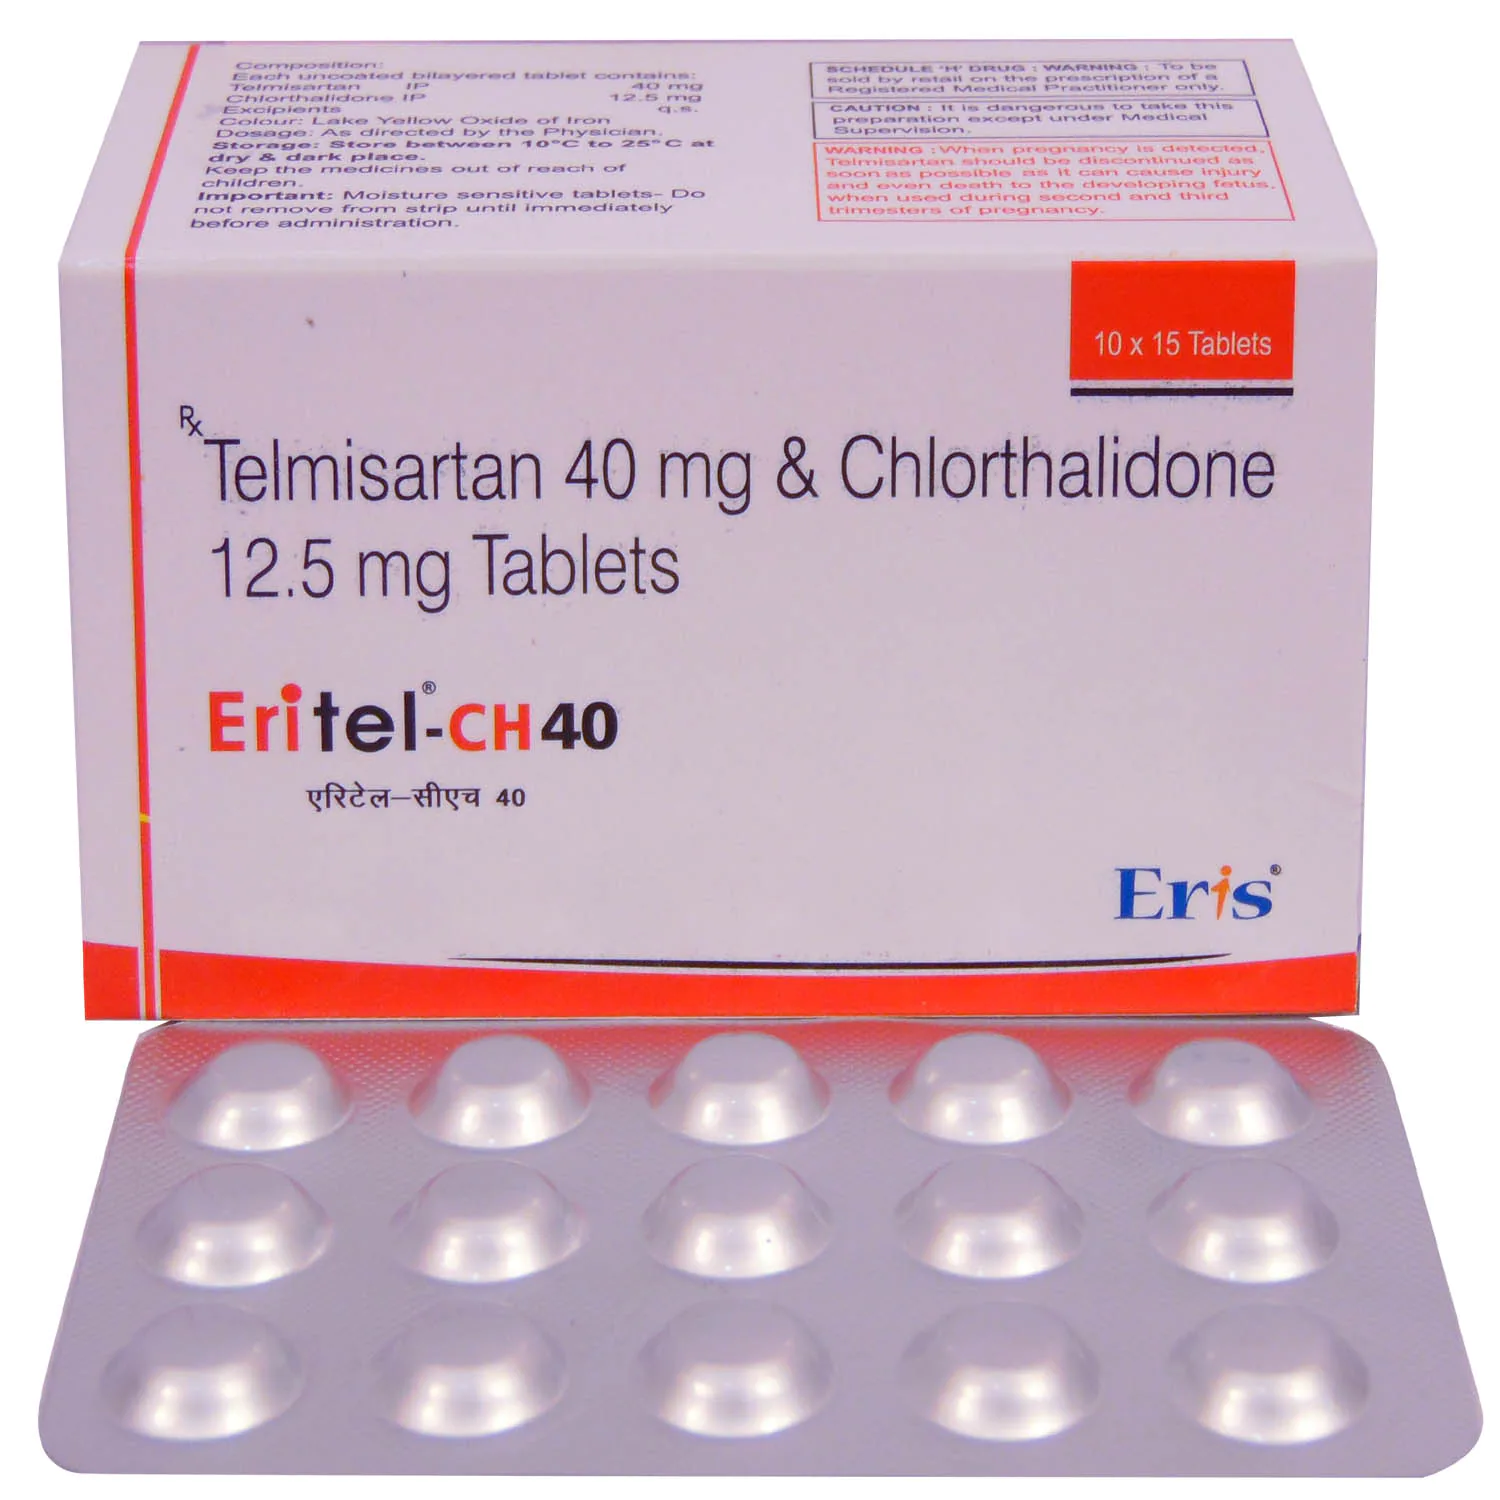 Composition:
Each uncoated bilayered tablet contains:
Telmisartan IP 40 mg
Chlorthalidone IP 12.5 mg
Excipients q.s.
Colour: Lake Yellow Oxide of Iron
Dosage: As directed by the Physician.
Storage: Store between 10°C to 25°C at
dry & dark place.
Keep the medicines out of reach of
children.
Important: Moisture sensitive tablets- Do
not remove from strip until immediately
before administration.
SCHEDULE 'H' DRUG : WARNING : To be
sold by retail on the prescription of a
Registered Medical Practitioner only.
CAUTION : It is dangerous to take this
preparation except under Medical
Supervision.
WARNING : When pregnancy is detected,
Telmisartan should be discontinued as
soon as possible as it can cause injury
and even death to the developing fetus,
when used during second and third
trimesters of pregnancy.
10 x 15 Tablets
Rx
Telmisartan 40 mg & Chlorthalidone
12.5 mg Tablets
Eritel®-CH 40
एरिटेल-सीएच 40
Eris®